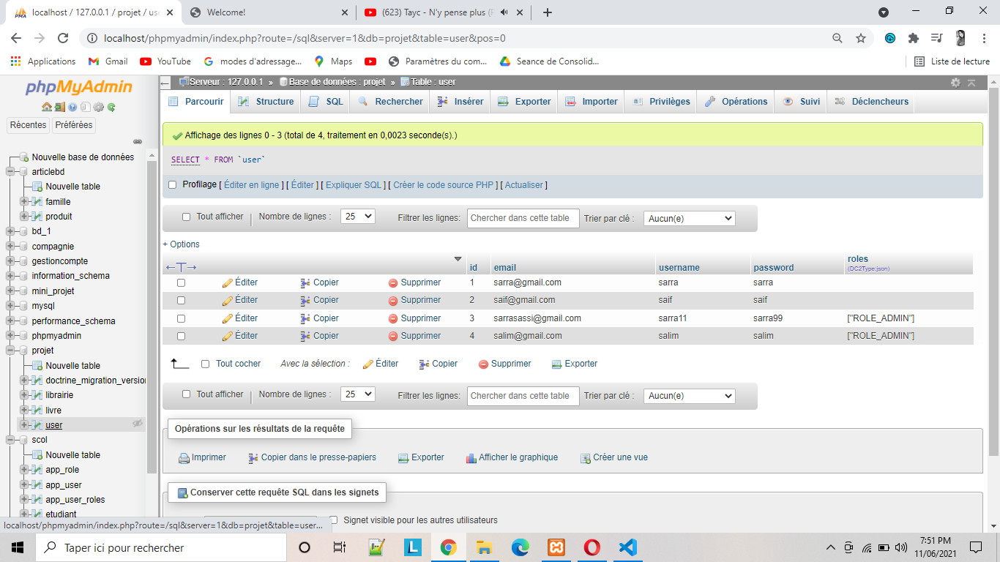 localhost / 127.0.0.1 / projet / use
Welcome!
(623) Tayc - N'y pense plus (P
localhost/phpmyadmin/index.php?route=/sql&server=1&db=projet&table=user&pos=0
Applications
Gmail
YouTube
modes d'adressage...
Maps
Paramètres du com...
Seance de Consolid...
Liste de lecture
phpMyAdmin
Récentes
Préférées
Nouvelle base de données
articlebd
Nouvelle table
famille
produit
bd_1
compagnie
gestioncompte
information_schema
mini_projet
mysql
performance_schema
phpmyadmin
projet
Nouvelle table
doctrine_migration_version
librairie
livre
user
scol
Nouvelle table
app_role
app_user
app_user_roles
etudiant
localhost/phpmyadmin/index.php?route=/sql&server=1&db=projet&table=user...
Serveur : 127.0.0.1 » Base de données : projet » Table : user
Parcourir Structure SQL Rechercher Insérer Exporter Importer Privilèges Opérations Suivi Déclencheurs
Affichage des lignes 0 - 3 (total de 4, traitement en 0,0023 seconde(s).)
SELECT * FROM `user`
Profilage [ Éditer en ligne ] [ Éditer ] [ Expliquer SQL ] [ Créer le code source PHP ] [ Actualiser ]
Tout afficher Nombre de lignes : 25 Filtrer les lignes: Chercher dans cette table Trier par clé : Aucun(e)
+ Options
←T→ id email username password roles
(DC2Type:json)
Éditer Copier Supprimer 1 sarra@gmail.com sarra sarra
Éditer Copier Supprimer 2 saif@gmail.com saif saif
Éditer Copier Supprimer 3 sarrasassi@gmail.com sarra11 sarra99 ["ROLE_ADMIN"]
Éditer Copier Supprimer 4 salim@gmail.com salim salim ["ROLE_ADMIN"]
Tout cocher Avec la sélection : Éditer Copier Supprimer Exporter
Tout afficher Nombre de lignes : 25 Filtrer les lignes: Chercher dans cette table Trier par clé : Aucun(e)
Opérations sur les résultats de la requête
Imprimer Copier dans le presse-papiers Exporter Afficher le graphique Créer une vue
Conserver cette requête SQL dans les signets
Signet visible pour les autres utilisateurs
Taper ici pour rechercher
7:51 PM
11/06/2021